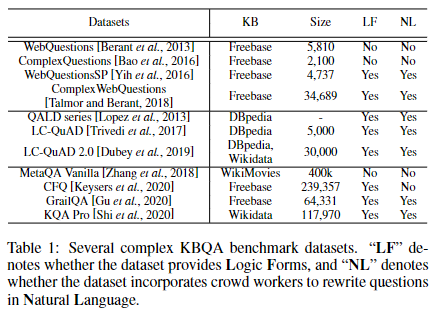 Datasets KB Size LF NL
WebQuestions [Berant et al., 2013] Freebase 5,810 No No
ComplexQuestions [Bao et al., 2016] Freebase 2,100 No No
WebQuestionsSP [Yih et al., 2016] Freebase 4,737 Yes Yes
ComplexWebQuestions
[Talmor and Berant, 2018] Freebase 34,689 Yes Yes
QALD series [Lopez et al., 2013] DBpedia - Yes Yes
LC-QuAD [Trivedi et al., 2017] DBpedia 5,000 Yes Yes
LC-QuAD 2.0 [Dubey et al., 2019] DBpedia, Wikidata 30,000 Yes Yes
MetaQA Vanilla [Zhang et al., 2018] WikiMovies 400k No No
CFQ [Keysers et al., 2020] Freebase 239,357 Yes No
GrailQA [Gu et al., 2020] Freebase 64,331 Yes Yes
KQA Pro [Shi et al., 2020] Wikidata 117,970 Yes Yes
Table 1: Several complex KBQA benchmark datasets. “LF” de-
notes whether the dataset provides Logic Forms, and “NL” denotes
whether the dataset incorporates crowd workers to rewrite questions
in Natural Language.